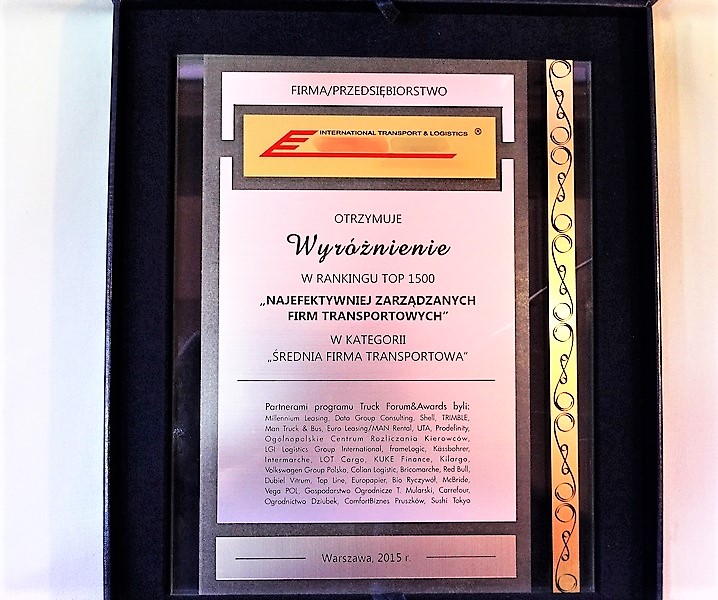 FIRMA/PRZEDSIĘBIORSTWO
INTERNATIONAL TRANSPORT & LOGISTICS ®
OTRZYMUJE
Wyróżnienie
W RANKINGU TOP 1500
„NAJEFEKTYWNIEJ ZARZĄDZANYCH
FIRM TRANSPORTOWYCH”
W KATEGORII
„ŚREDNIA FIRMA TRANSPORTOWA”
Partnerami programu Truck Forum&Awards byli:
Millennium Leasing, Data Group Consulting, Shell, TRIMBLE,
Man Truck & Bus, Euro Leasing/MAN Rental, UTA, Prodefinity,
Ogolnopolskie Centrum Rozliczania Kierowców,
LGI Logistics Group International, frameLogic, Kässbohrer,
Intermarche, LOT Cargo, KUKE Finance, Kilargo,
Volkswagen Group Polska, Colian Logistic, Bricomarche, Red Bull,
Dubiel Vitrum, Top Line, Europapier, Bio Ryczywół, McBride,
Vega POL, Gospodarstwo Ogrodnicze T. Mularski, Carrefour,
Ogrodnictwo Dziubek, ComfortBiznes Pruszków, Sushi Tokyo
Warszawa, 2015 r.